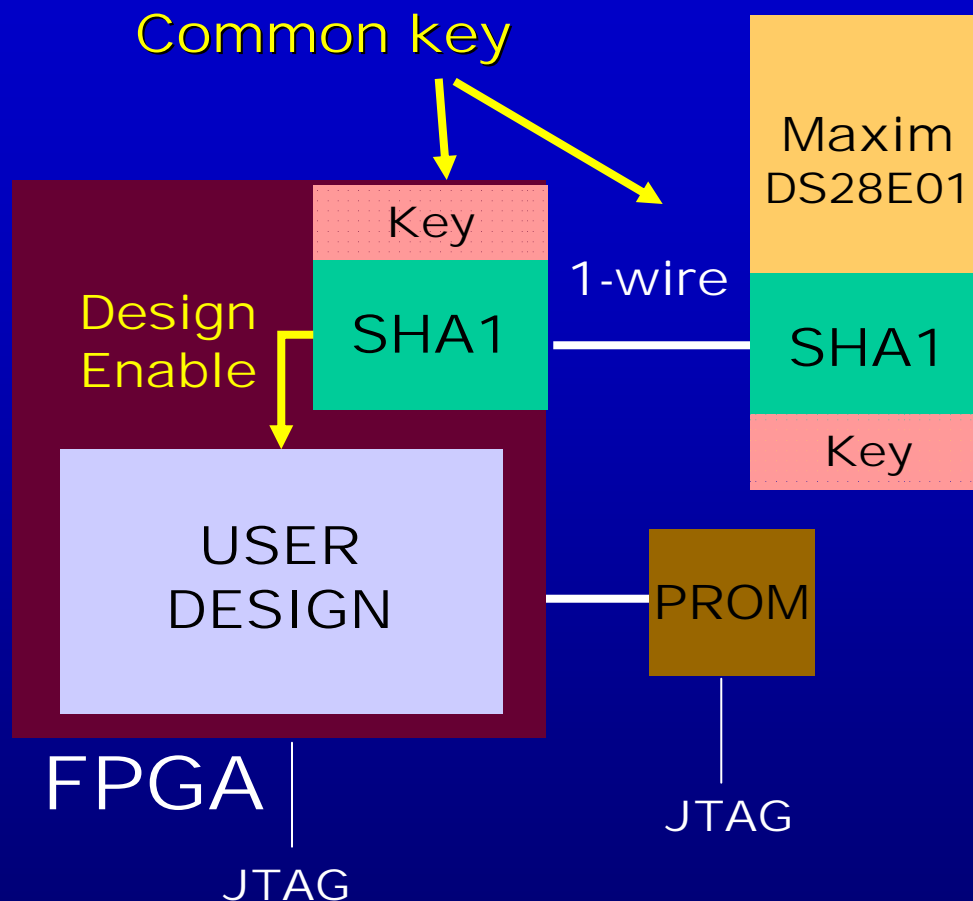 Common key
Maxim
DS28E01
Key
1-wire
Design
Enable
SHA1
SHA1
Key
USER
DESIGN
PROM
FPGA
JTAG
JTAG